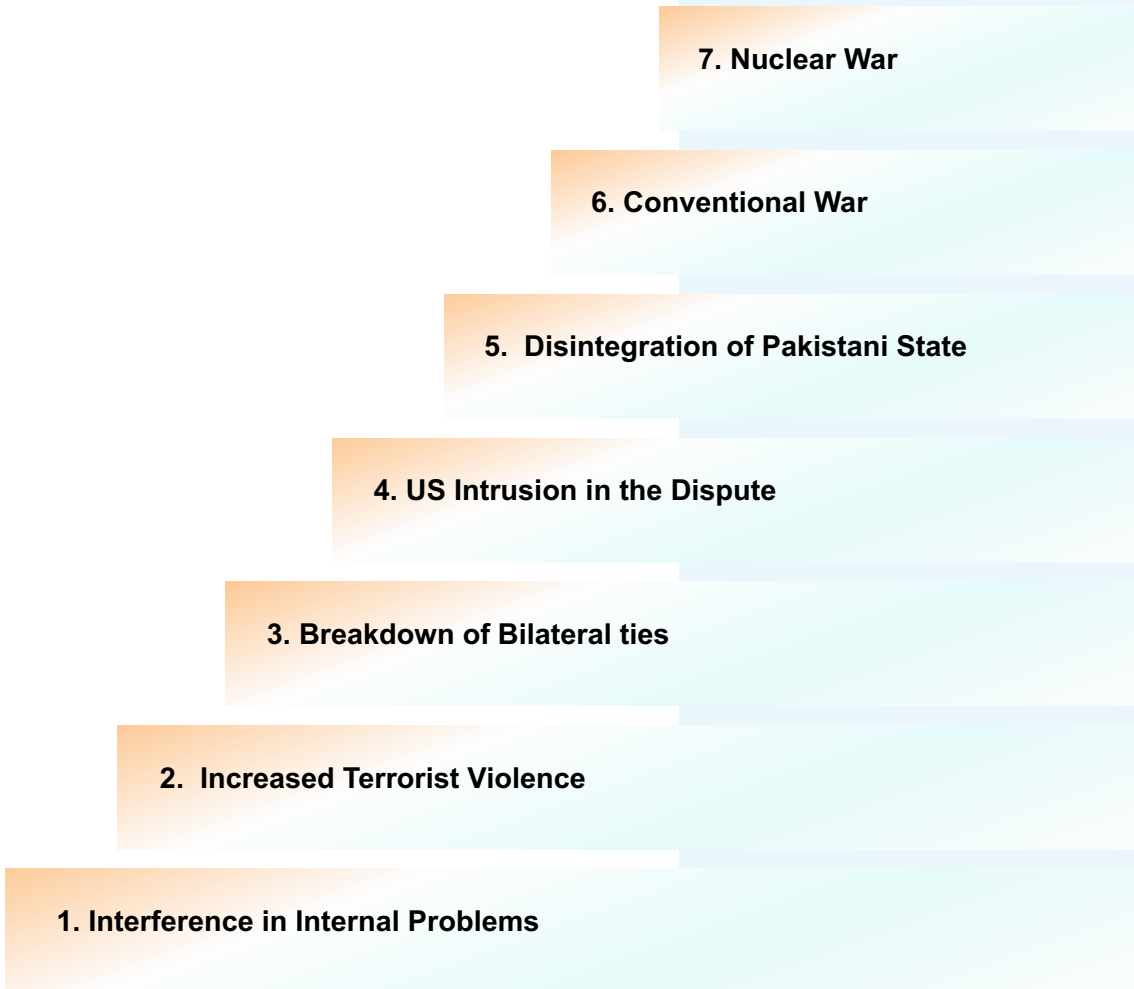 7. Nuclear War
6. Conventional War
5. Disintegration of Pakistani State
4. US Intrusion in the Dispute
3. Breakdown of Bilateral ties
2. Increased Terrorist Violence
1. Interference in Internal Problems